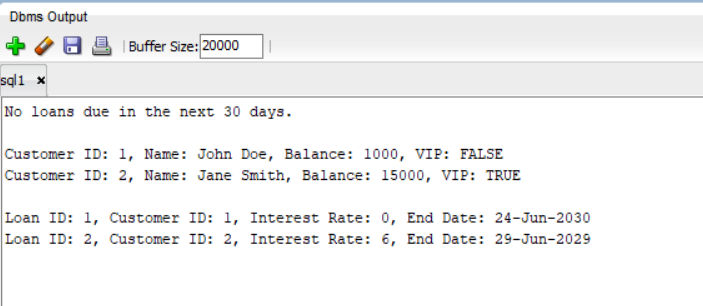 Dbms Output
Buffer Size: 20000
sql1 ×
No loans due in the next 30 days.
Customer ID: 1, Name: John Doe, Balance: 1000, VIP: FALSE
Customer ID: 2, Name: Jane Smith, Balance: 15000, VIP: TRUE
Loan ID: 1, Customer ID: 1, Interest Rate: 0, End Date: 24-Jun-2030
Loan ID: 2, Customer ID: 2, Interest Rate: 6, End Date: 29-Jun-2029